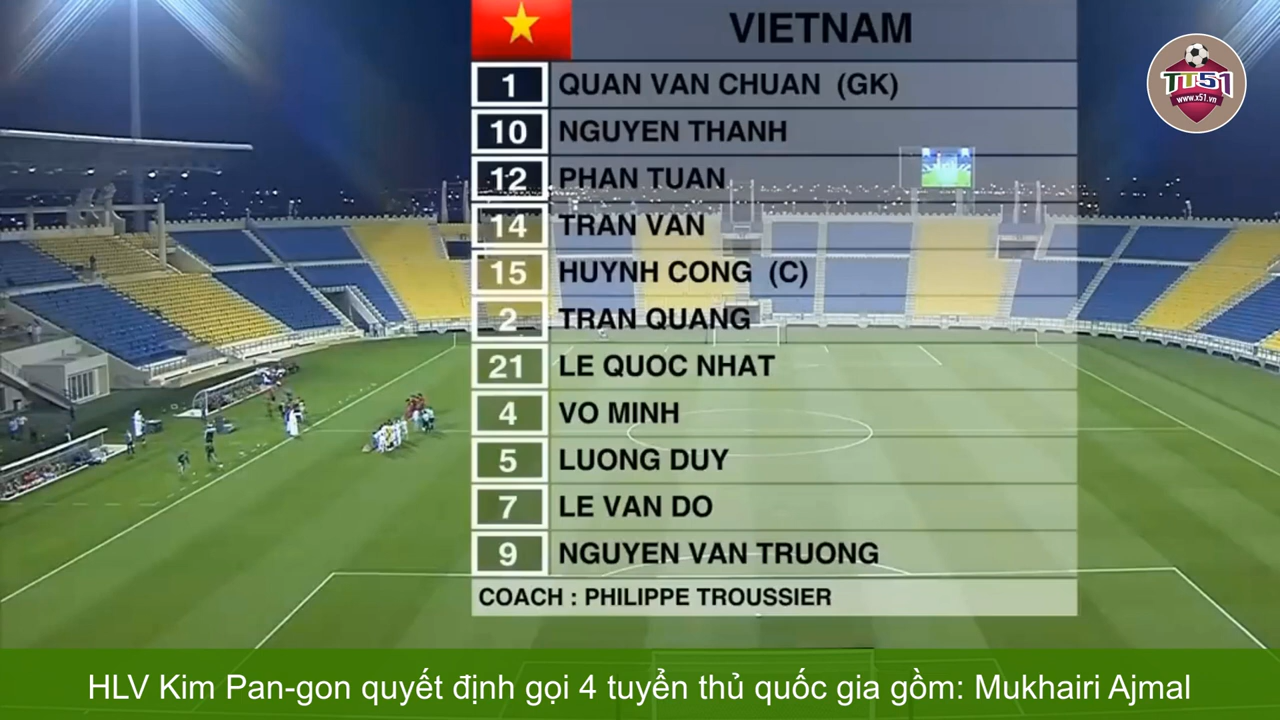 VIETNAM
TT51
www.x51.vn
1 QUAN VAN CHUAN (GK)
10 NGUYEN THANH
12 PHAN TUAN
14 TRAN VAN
15 HUYNH CONG (C)
2 TRAN QUANG
21 LE QUOC NHAT
4 VO MINH
5 LUONG DUY
7 LE VAN DO
9 NGUYEN VAN TRUONG
COACH : PHILIPPE TROUSSIER
HLV Kim Pan-gon quyết định gọi 4 tuyển thủ quốc gia gồm: Mukhairi Ajmal